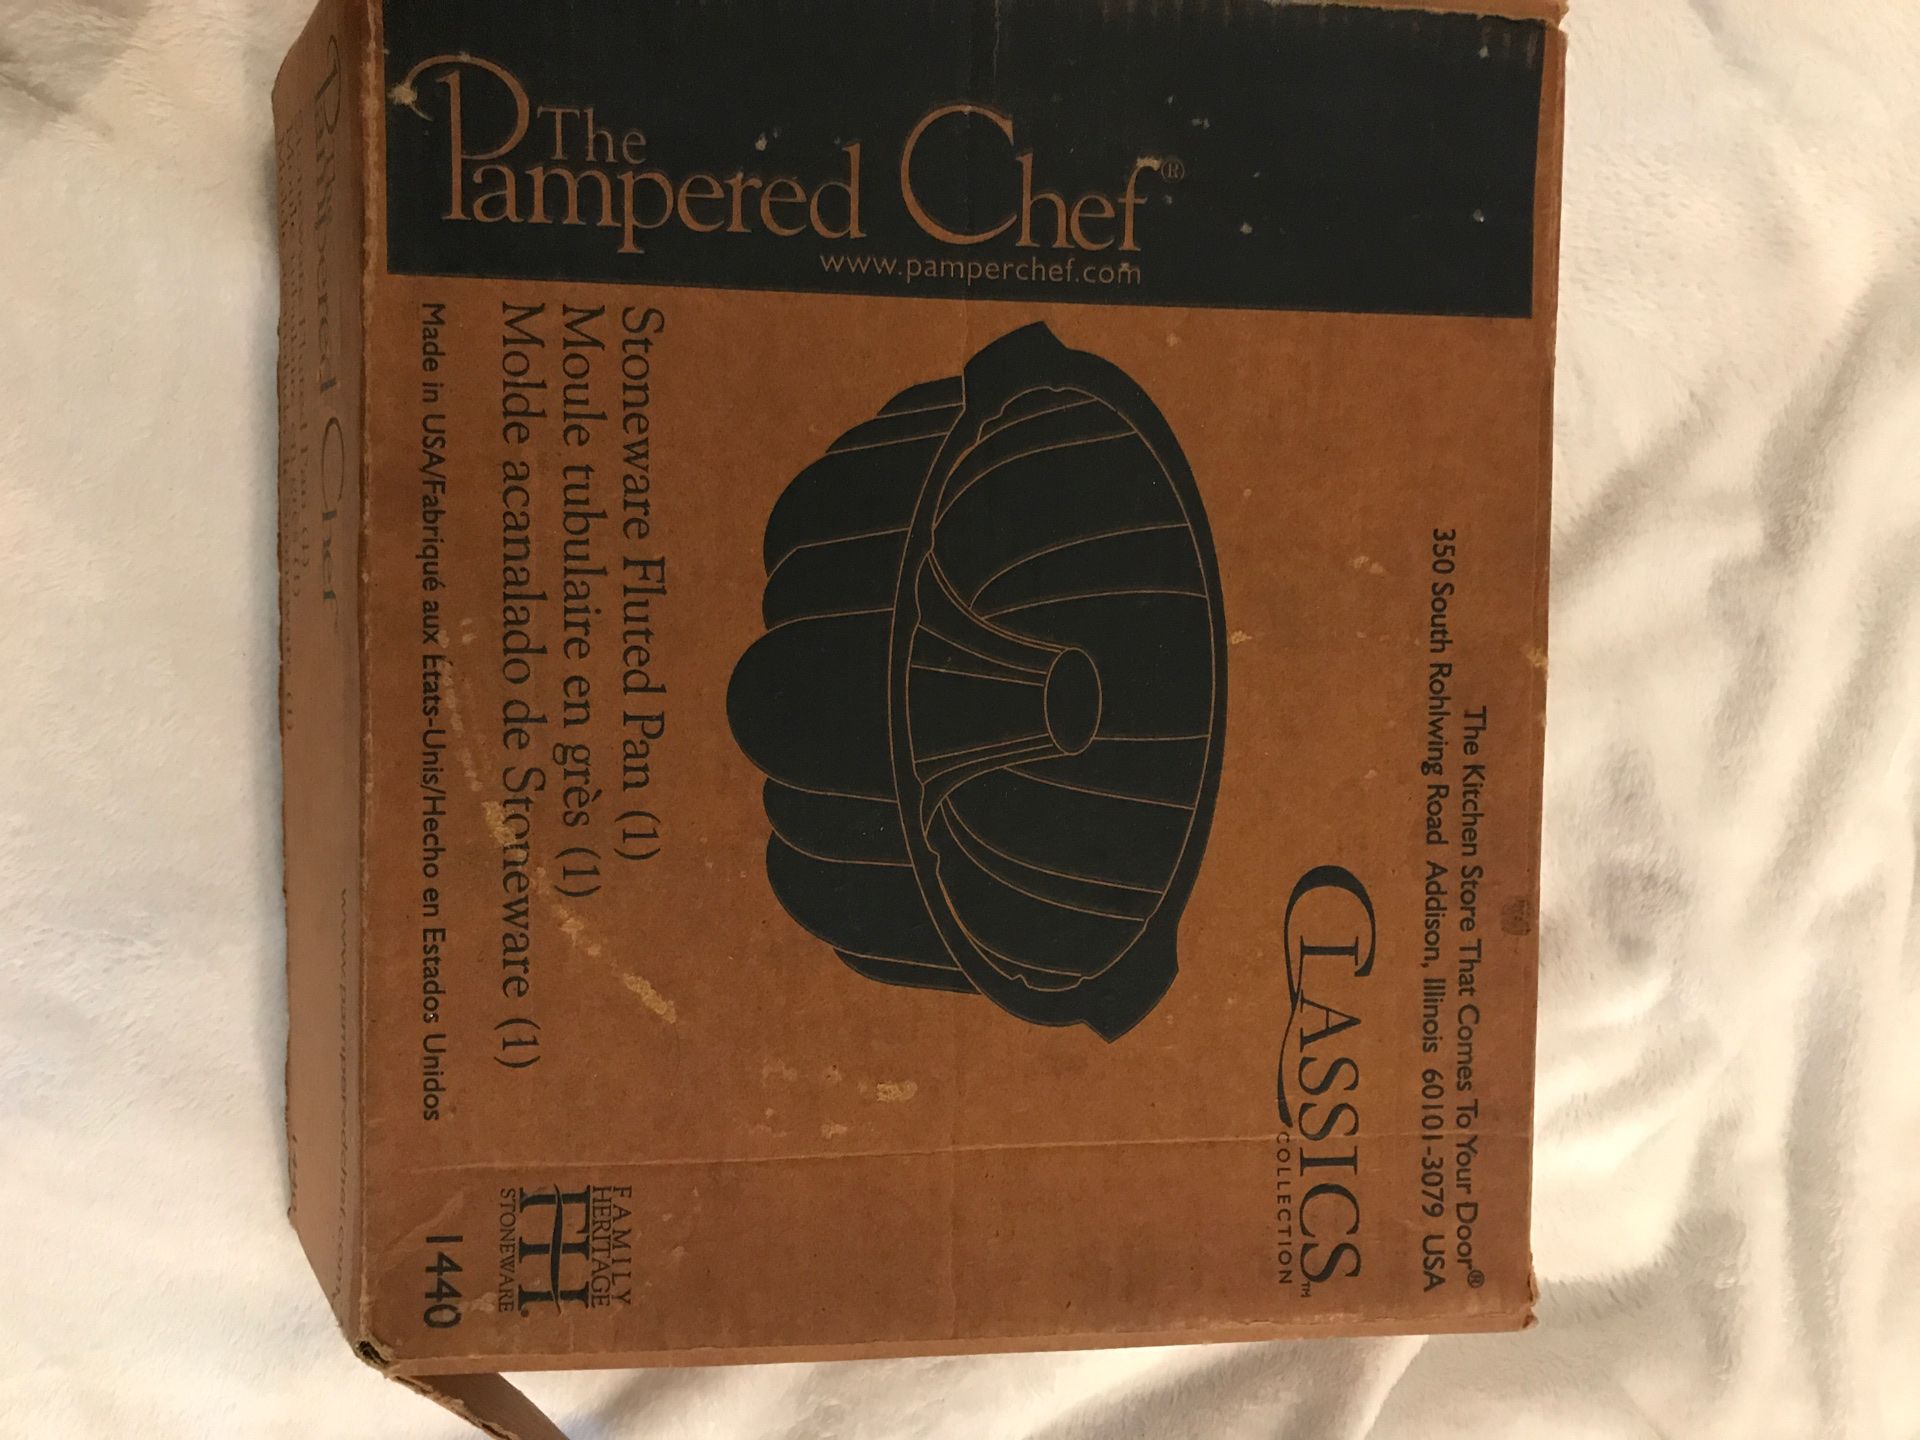 The Kitchen Store That Comes To Your Door®
350 South Rohlwing Road Addison, Illinois 60101-3079 USA
CLASSICS™
COLLECTION
The
Pampered Chef®
www.pamperchef.com
Stoneware Fluted Pan (1)
Moule tubulaire en grès (1)
Molde acanalado de Stoneware (1)
Made in USA/Fabriqué aux États-Unis/Hecho en Estados Unidos
FAMILY
HERITAGE
FH
STONEWARE
1440
Pampered Chef